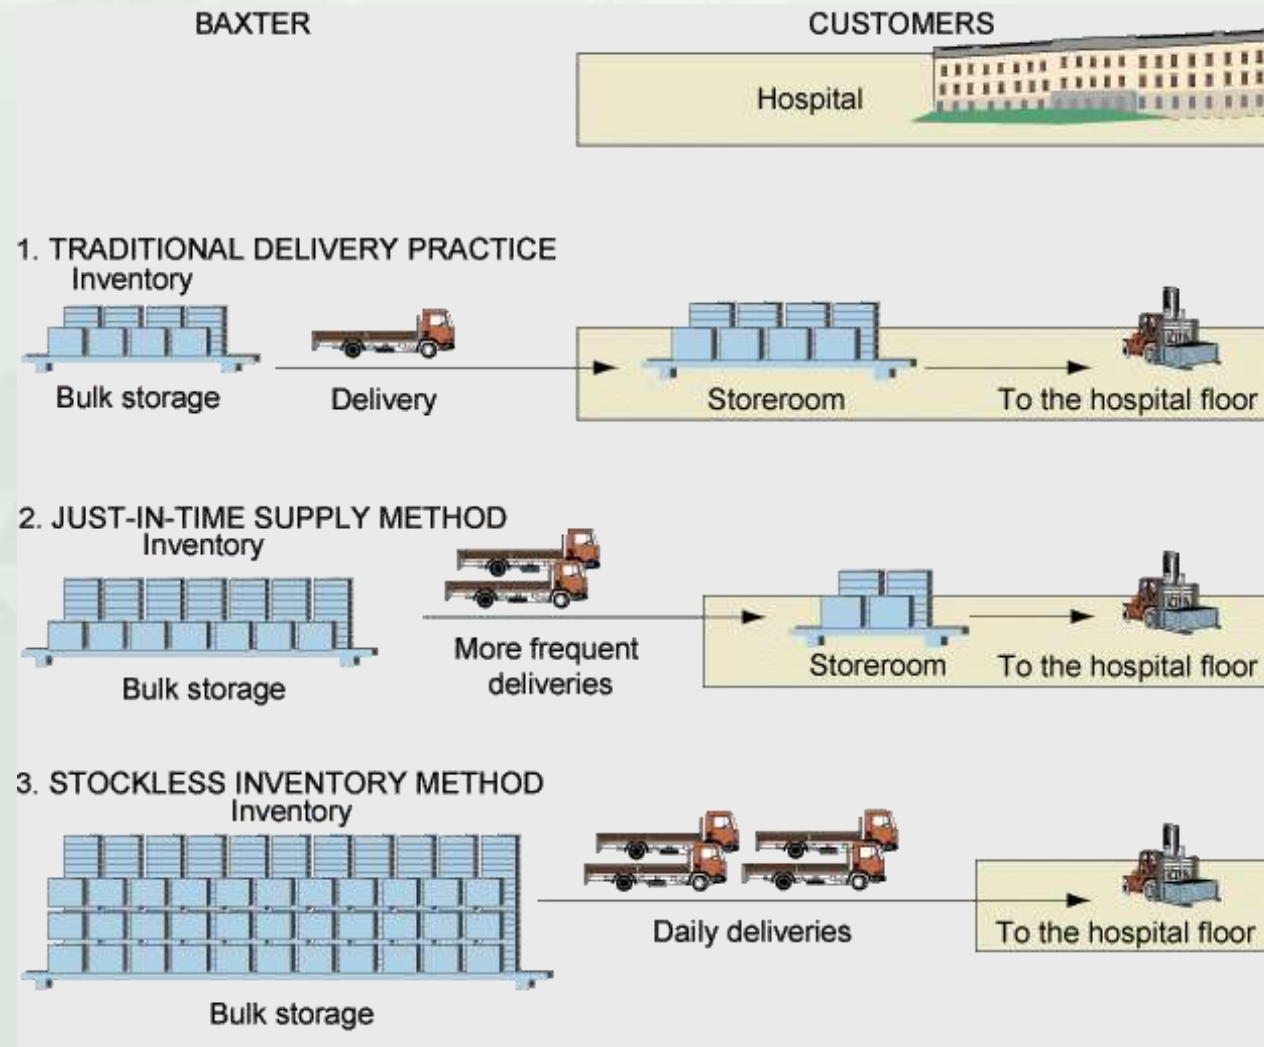 BAXTER
CUSTOMERS
Hospital
1. TRADITIONAL DELIVERY PRACTICE
Inventory
Bulk storage
Delivery
Storeroom
To the hospital floor
2. JUST-IN-TIME SUPPLY METHOD
Inventory
Bulk storage
More frequent
deliveries
Storeroom
To the hospital floor
3. STOCKLESS INVENTORY METHOD
Inventory
Bulk storage
Daily deliveries
To the hospital floor